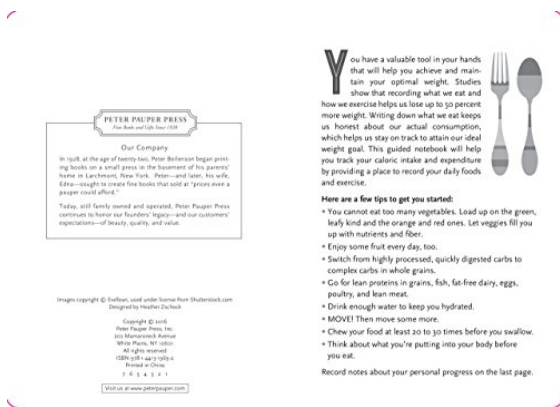 PETER PAUPER PRESS
Fine Books and Gifts Since 1928
Our Company
In 1928, at the age of twenty-two, Peter Beilenson began print-
ing books on a small press in the basement of his parents'
home in Larchmont, New York. Peter—and later, his wife,
Edna—sought to create fine books that sold at "prices even a
pauper could afford."
Today, still family owned and operated, Peter Pauper Press
continues to honor our founders' legacy—and our customers'
expectations—of beauty, quality, and value.
Images copyright © Exellean, used under license from Shutterstock.com
Designed by Heather Zschock
Copyright © 2016
Peter Pauper Press, Inc.
202 Mamaroneck Avenue
White Plains, NY 10601
All rights reserved
ISBN 978-1-4413-1989-0
Printed in China
7 6 5 4 3 2 1
Visit us at www.peterpauper.com
You have a valuable tool in your hands
that will help you achieve and main-
tain your optimal weight. Studies
show that recording what we eat and
how we exercise helps us lose up to 50 percent
more weight. Writing down what we eat keeps
us honest about our actual consumption,
which helps us stay on track to attain our ideal
weight goal. This guided notebook will help
you track your caloric intake and expenditure
by providing a place to record your daily foods
and exercise.
Here are a few tips to get you started:
• You cannot eat too many vegetables. Load up on the green,
leafy kind and the orange and red ones. Let veggies fill you
up with nutrients and fiber.
• Enjoy some fruit every day, too.
• Switch from highly processed, quickly digested carbs to
complex carbs in whole grains.
• Go for lean proteins in grains, fish, fat-free dairy, eggs,
poultry, and lean meat.
• Drink enough water to keep you hydrated.
• MOVE! Then move some more.
• Chew your food at least 20 to 30 times before you swallow.
• Think about what you're putting into your body before
you eat.
Record notes about your personal progress on the last page.